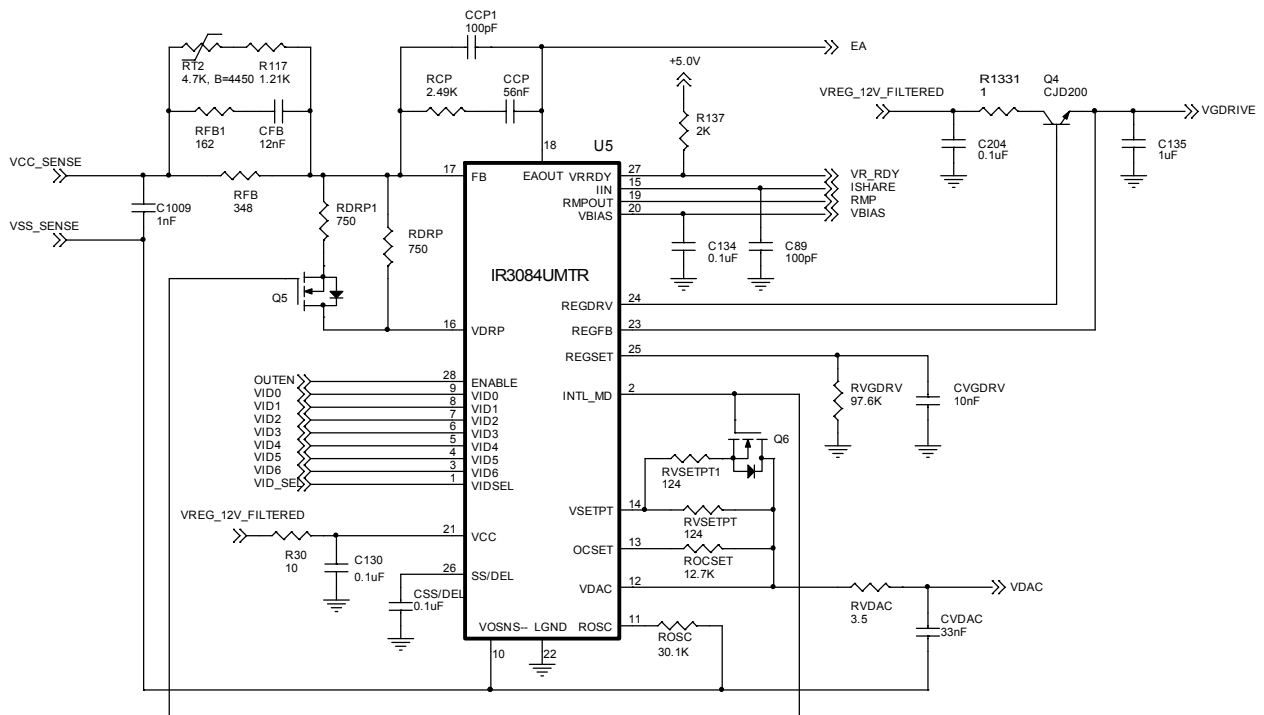 CCP1
100pF
EA
RT2
4.7K, B=4450
R117
1.21K
RCP
2.49K
CCP
56nF
+5.0V
R137
2K
VREG_12V_FILTERED
R1331
1
Q4
CJD200
VGDRIVE
C204
0.1uF
C135
1uF
RFB1
162
CFB
12nF
VCC_SENSE
RFB
348
C1009
1nF
VSS_SENSE
RDRP1
750
RDRP
750
Q5
18
U5
17
FB
EAOUT
VRRDY
27
VR_RDY
IIN
15
ISHARE
RMPOUT
19
RMP
VBIAS
20
VBIAS
C134
0.1uF
C89
100pF
IR3084UMTR
REGDRV
24
16
VDRP
REGFB
23
REGSET
25
RVGDRV
97.6K
CVGDRV
10nF
OUTEN
28
ENABLE
VID0
9
VID0
INTL_MD
2
VID1
8
VID1
VID2
7
VID2
VID3
6
VID3
VID4
5
VID4
VID5
4
VID5
VID6
3
VID6
VID_SEL
1
VIDSEL
Q6
RVSETPT1
124
VSETPT
14
RVSETPT
124
VREG_12V_FILTERED
R30
10
21
VCC
C130
0.1uF
OCSET
13
ROCSET
12.7K
26
SS/DEL
CSS/DEL
0.1uF
VDAC
12
RVDAC
3.5
VDAC
CVDAC
33nF
VOSNS--
LGND
ROSC
11
ROSC
30.1K
10
22